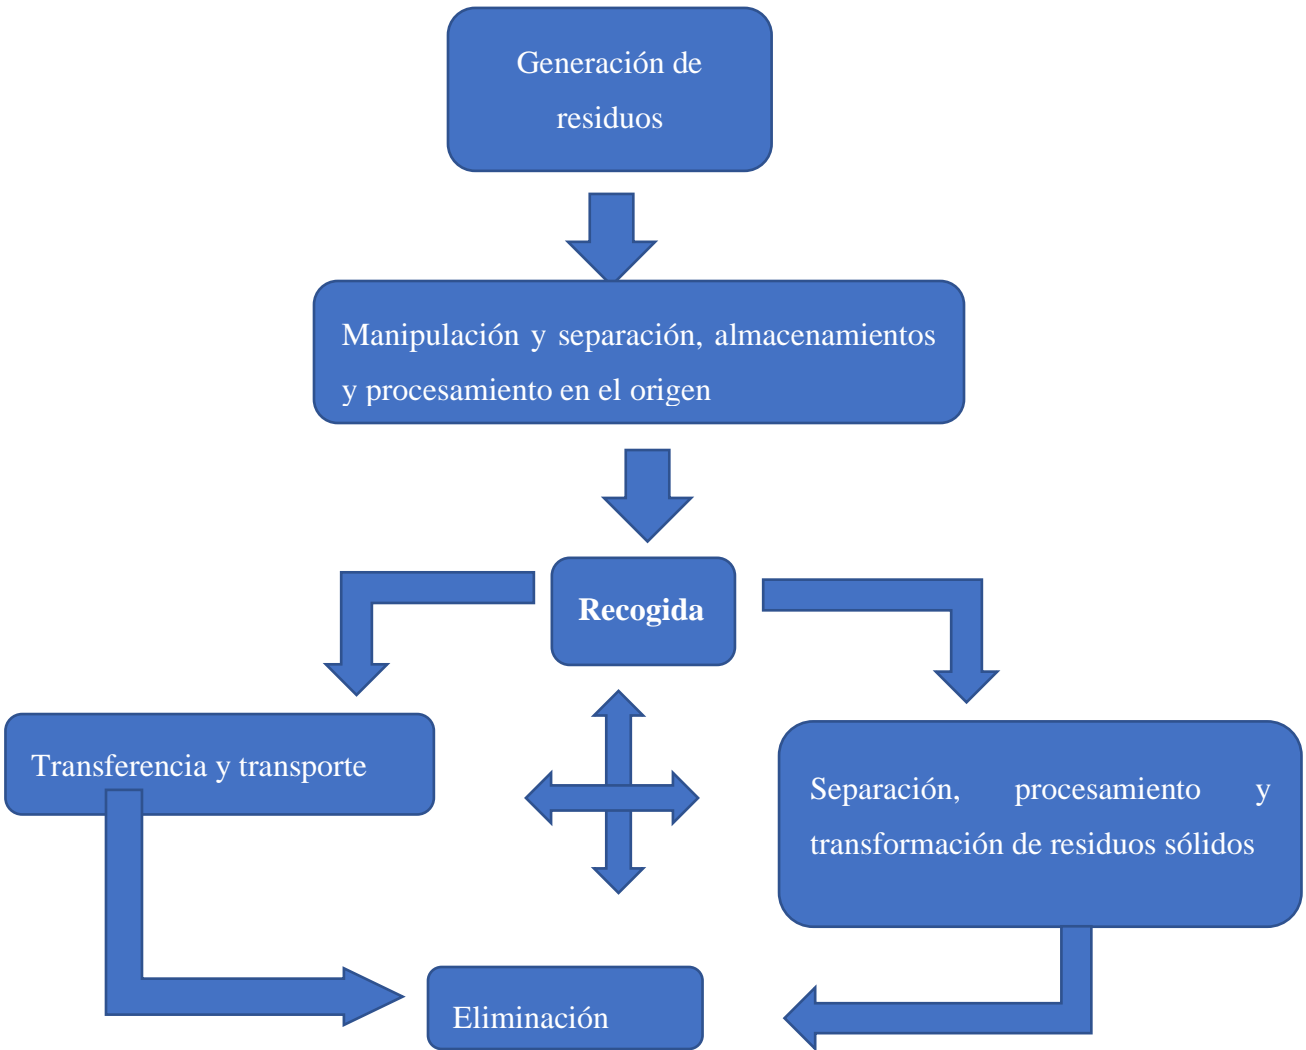 Generación de
residuos
Manipulación y separación, almacenamientos
y procesamiento en el origen
Recogida
Transferencia y transporte
Separación, procesamiento y
transformación de residuos sólidos
Eliminación